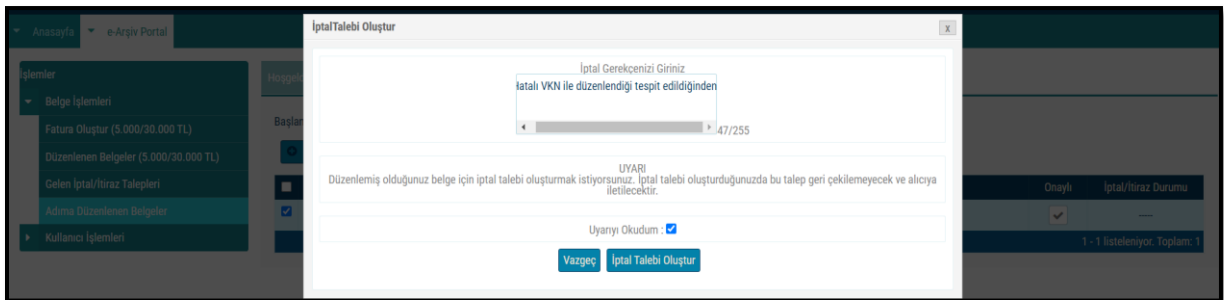 Anasayfa
e-Arşiv Portal
İptalTalebi Oluştur
x
İşlemler
Belge İşlemleri
Fatura Oluştur (5.000/30.000 TL)
Düzenlenen Belgeler (5.000/30.000 TL)
Gelen İptal/İtiraz Talepleri
Adıma Düzenlenen Belgeler
Kullanıcı İşlemleri
Hoşgeld
Başlan
İptal Gerekçenizi Giriniz
Hatalı VKN ile düzenlendiği tespit edildiğinden
47/255
UYARI
Düzenlemiş olduğunuz belge için iptal talebi oluşturmak istiyorsunuz. İptal talebi oluşturduğunuzda bu talep geri çekilemeyecek ve alıcıya
iletilecektir.
Uyarıyı Okudum :
Vazgeç
İptal Talebi Oluştur
Onaylı
İptal/İtiraz Durumu
----
1 - 1 listeleniyor. Toplam: 1